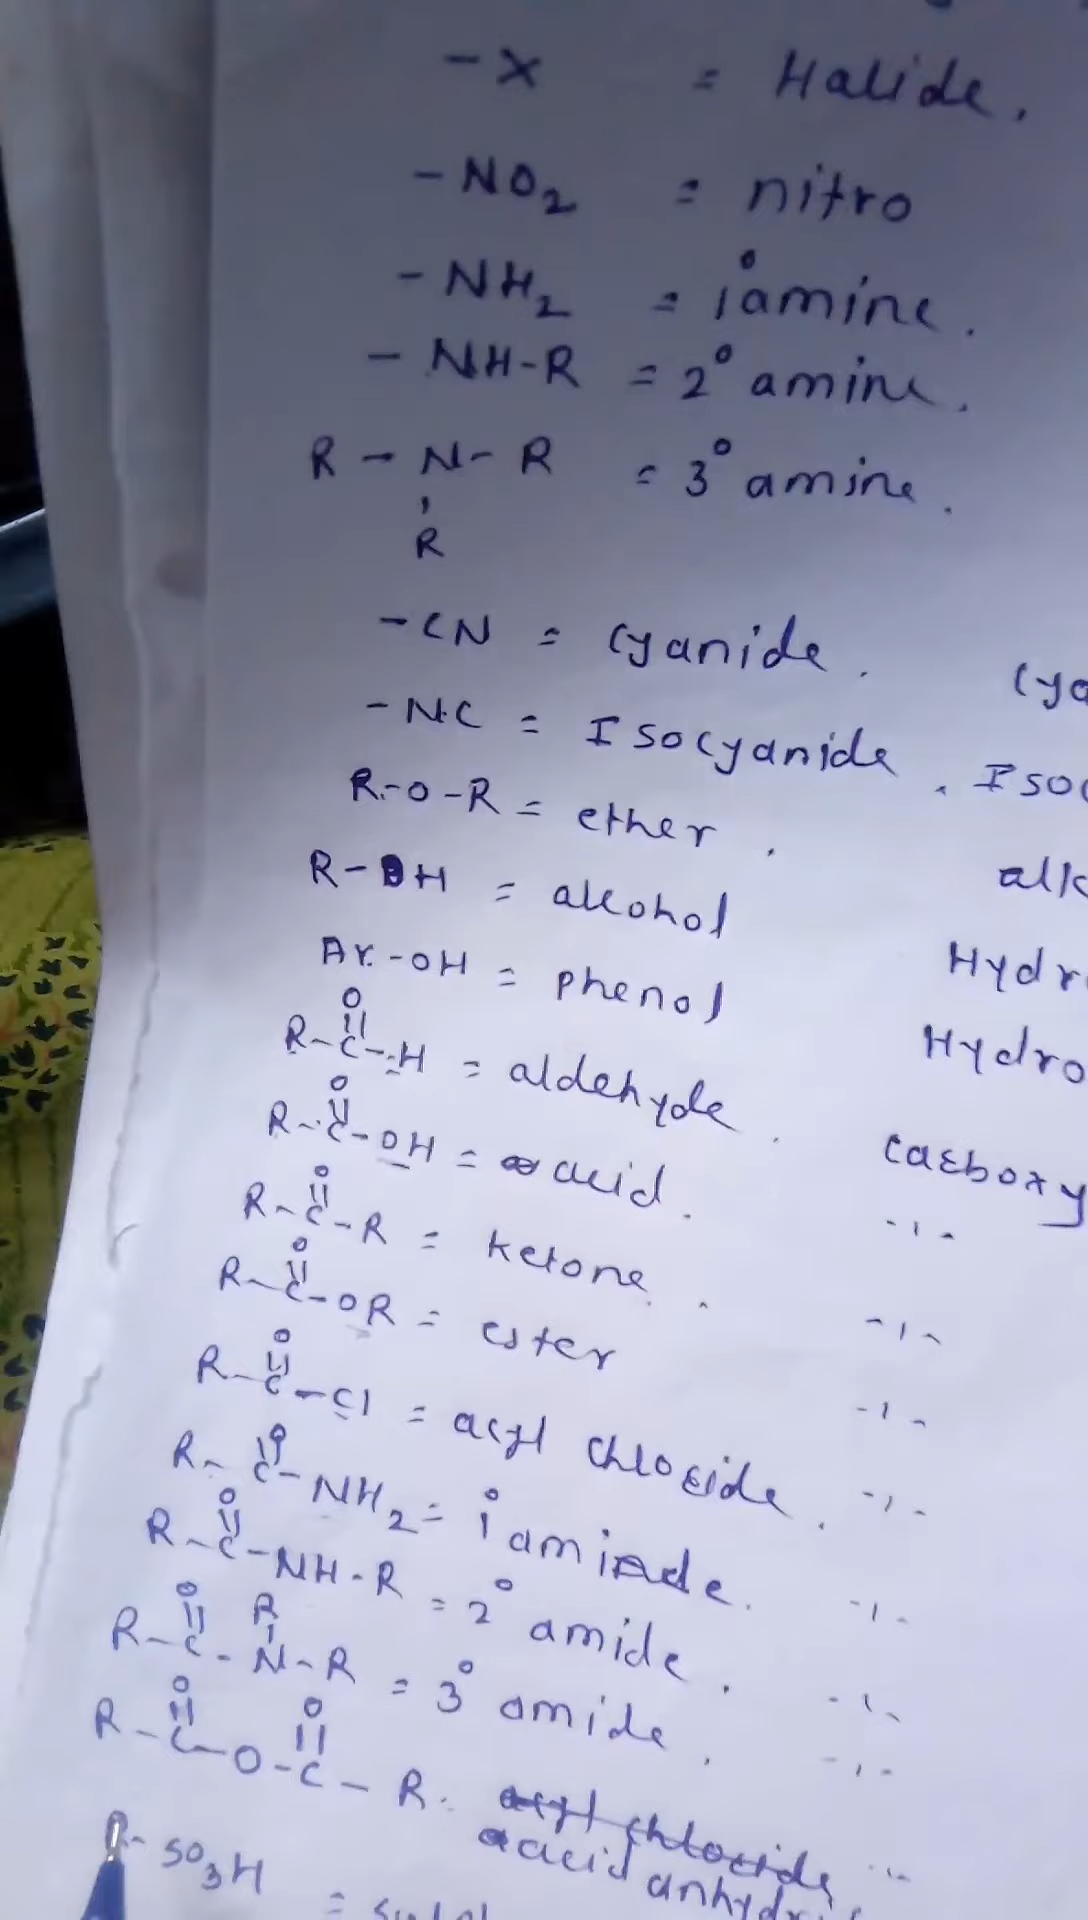 -X = Halide.
-NO2 = nitro
-NH2 = 1° amine.
-NH-R = 2° amine.
R-N-R = 3° amine.
R
-CN = Cyanide.
-NC = Isocyanide.
R-O-R = ether.
R-OH = alcohol
Ar-OH = phenol
O
R-C-H = aldehyde.
O
R-C-OH = acid.
O
R-C-R = ketone.
O
R-C-OR = ester
O
R-C-Cl = acyl chloride.
O
R-C-NH2 = 1° amide.
O
R-C-NH-R = 2° amide.
O R
R-C-N-R = 3° amide.
O O
R-C-O-C-R. acyl chloride
acid
R-SO3H =